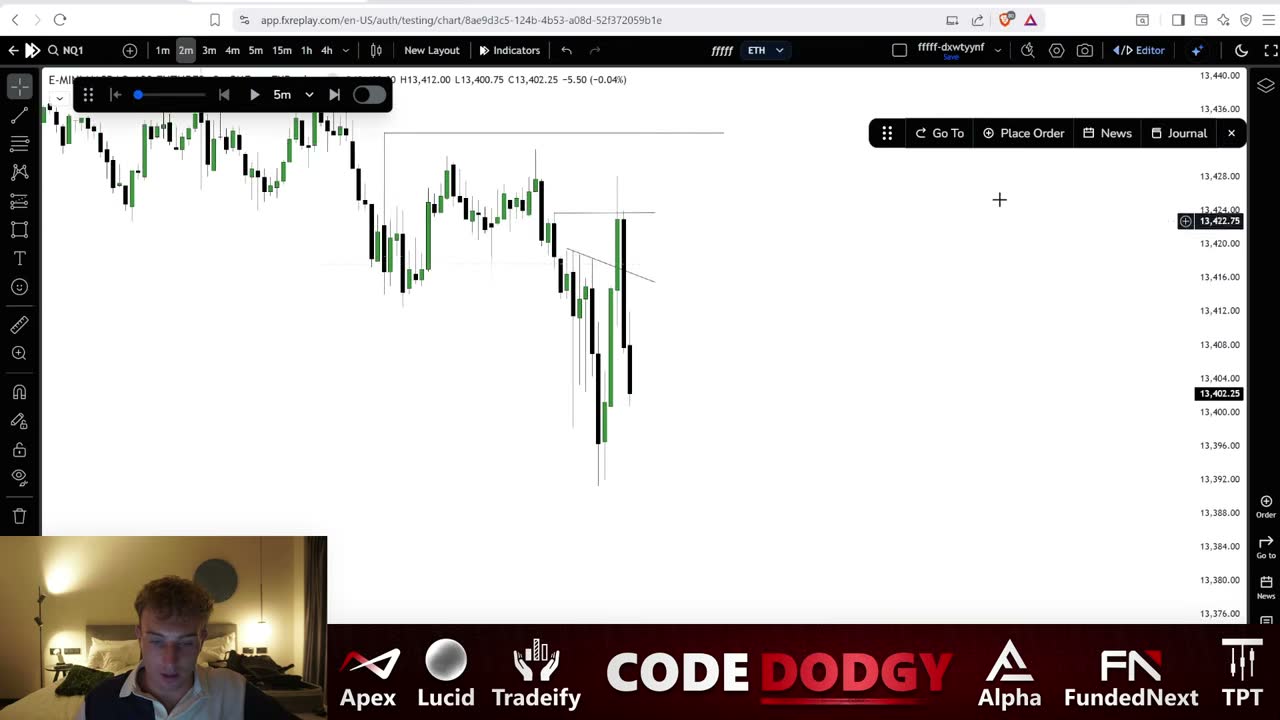 app.fxreplay.com/en-US/auth/testing/chart/8ae9d3c5-124b-4b53-a08d-52f372059b1e
NQ1 1m 2m 3m 4m 5m 15m 1h 4h New Layout Indicators fffff ETH fffff-dxwtyynf Save Editor
H13,412.00 L13,400.75 C13,402.25 −5.50 (−0.04%)
5m
Go To Place Order News Journal
13,440.00
13,436.00
13,428.00
13,424.00
13,422.75
13,420.00
13,416.00
13,412.00
13,408.00
13,404.00
13,402.25
13,400.00
13,396.00
13,392.00
13,388.00
13,384.00
13,380.00
13,376.00
Order
Go to
News
CODE DODGY
Apex Lucid Tradeify Alpha FundedNext TPT